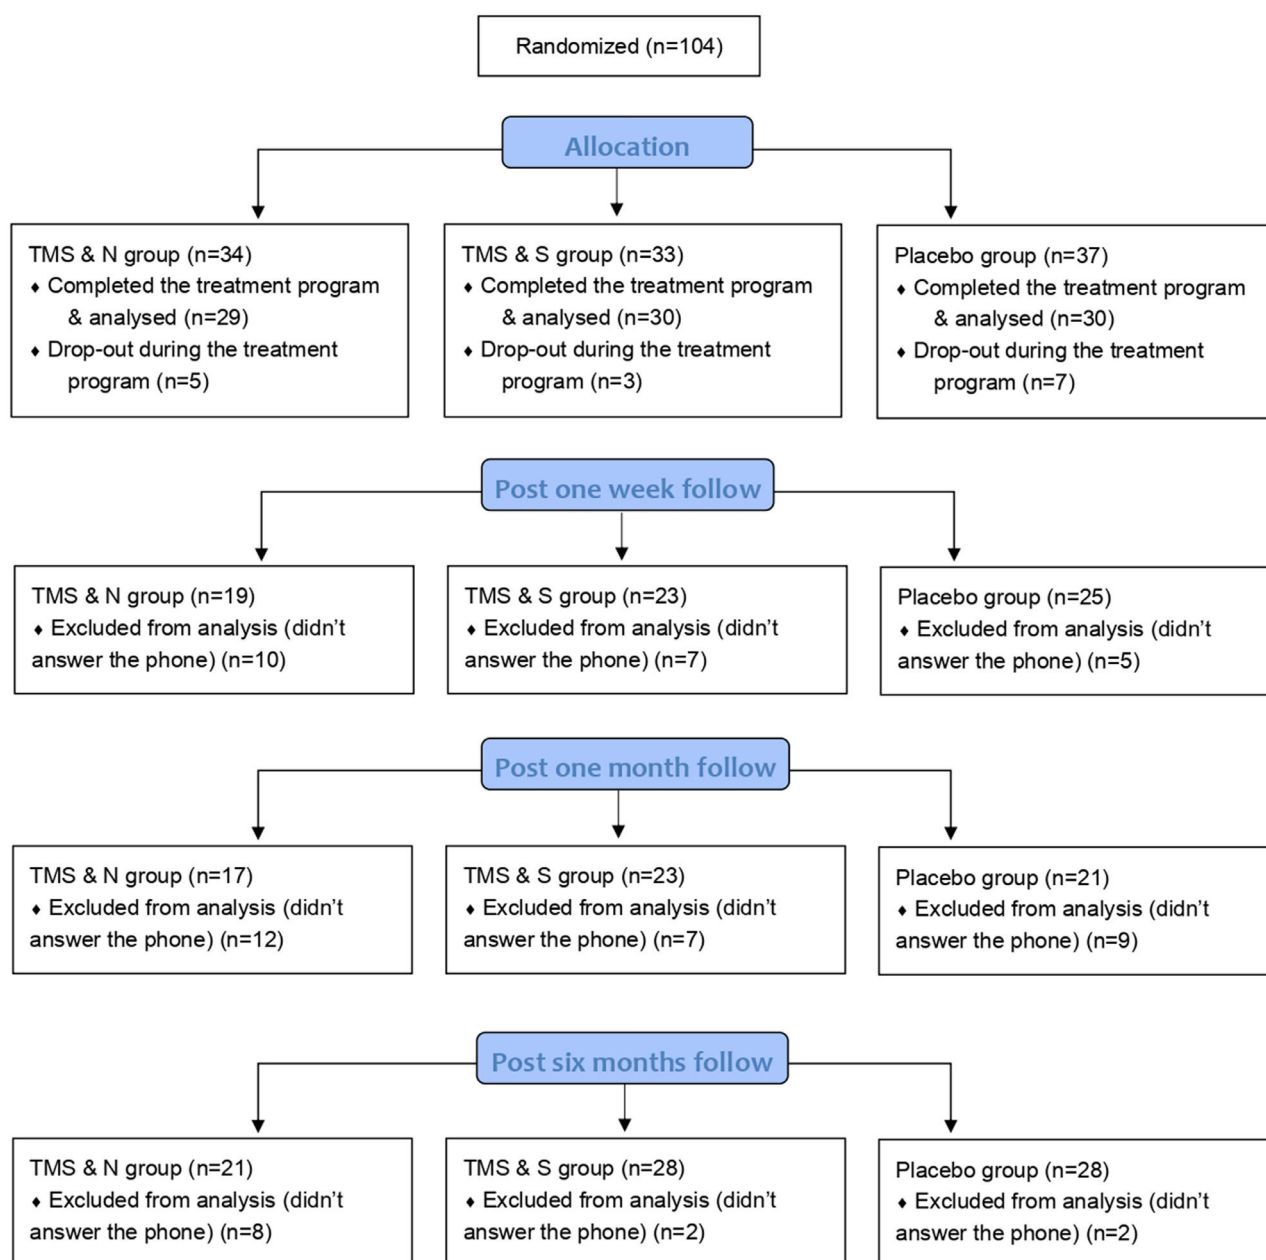 Randomized (n=104)
Allocation
TMS & N group (n=34)
♦ Completed the treatment program
& analysed (n=29)
♦ Drop-out during the treatment
program (n=5)
TMS & S group (n=33)
♦ Completed the treatment program
& analysed (n=30)
♦ Drop-out during the treatment
program (n=3)
Placebo group (n=37)
♦ Completed the treatment program
& analysed (n=30)
♦ Drop-out during the treatment
program (n=7)
Post one week follow
TMS & N group (n=19)
♦ Excluded from analysis (didn’t
answer the phone) (n=10)
TMS & S group (n=23)
♦ Excluded from analysis (didn’t
answer the phone) (n=7)
Placebo group (n=25)
♦ Excluded from analysis (didn’t
answer the phone) (n=5)
Post one month follow
TMS & N group (n=17)
♦ Excluded from analysis (didn’t
answer the phone) (n=12)
TMS & S group (n=23)
♦ Excluded from analysis (didn’t
answer the phone) (n=7)
Placebo group (n=21)
♦ Excluded from analysis (didn’t
answer the phone) (n=9)
Post six months follow
TMS & N group (n=21)
♦ Excluded from analysis (didn’t
answer the phone) (n=8)
TMS & S group (n=28)
♦ Excluded from analysis (didn’t
answer the phone) (n=2)
Placebo group (n=28)
♦ Excluded from analysis (didn’t
answer the phone) (n=2)